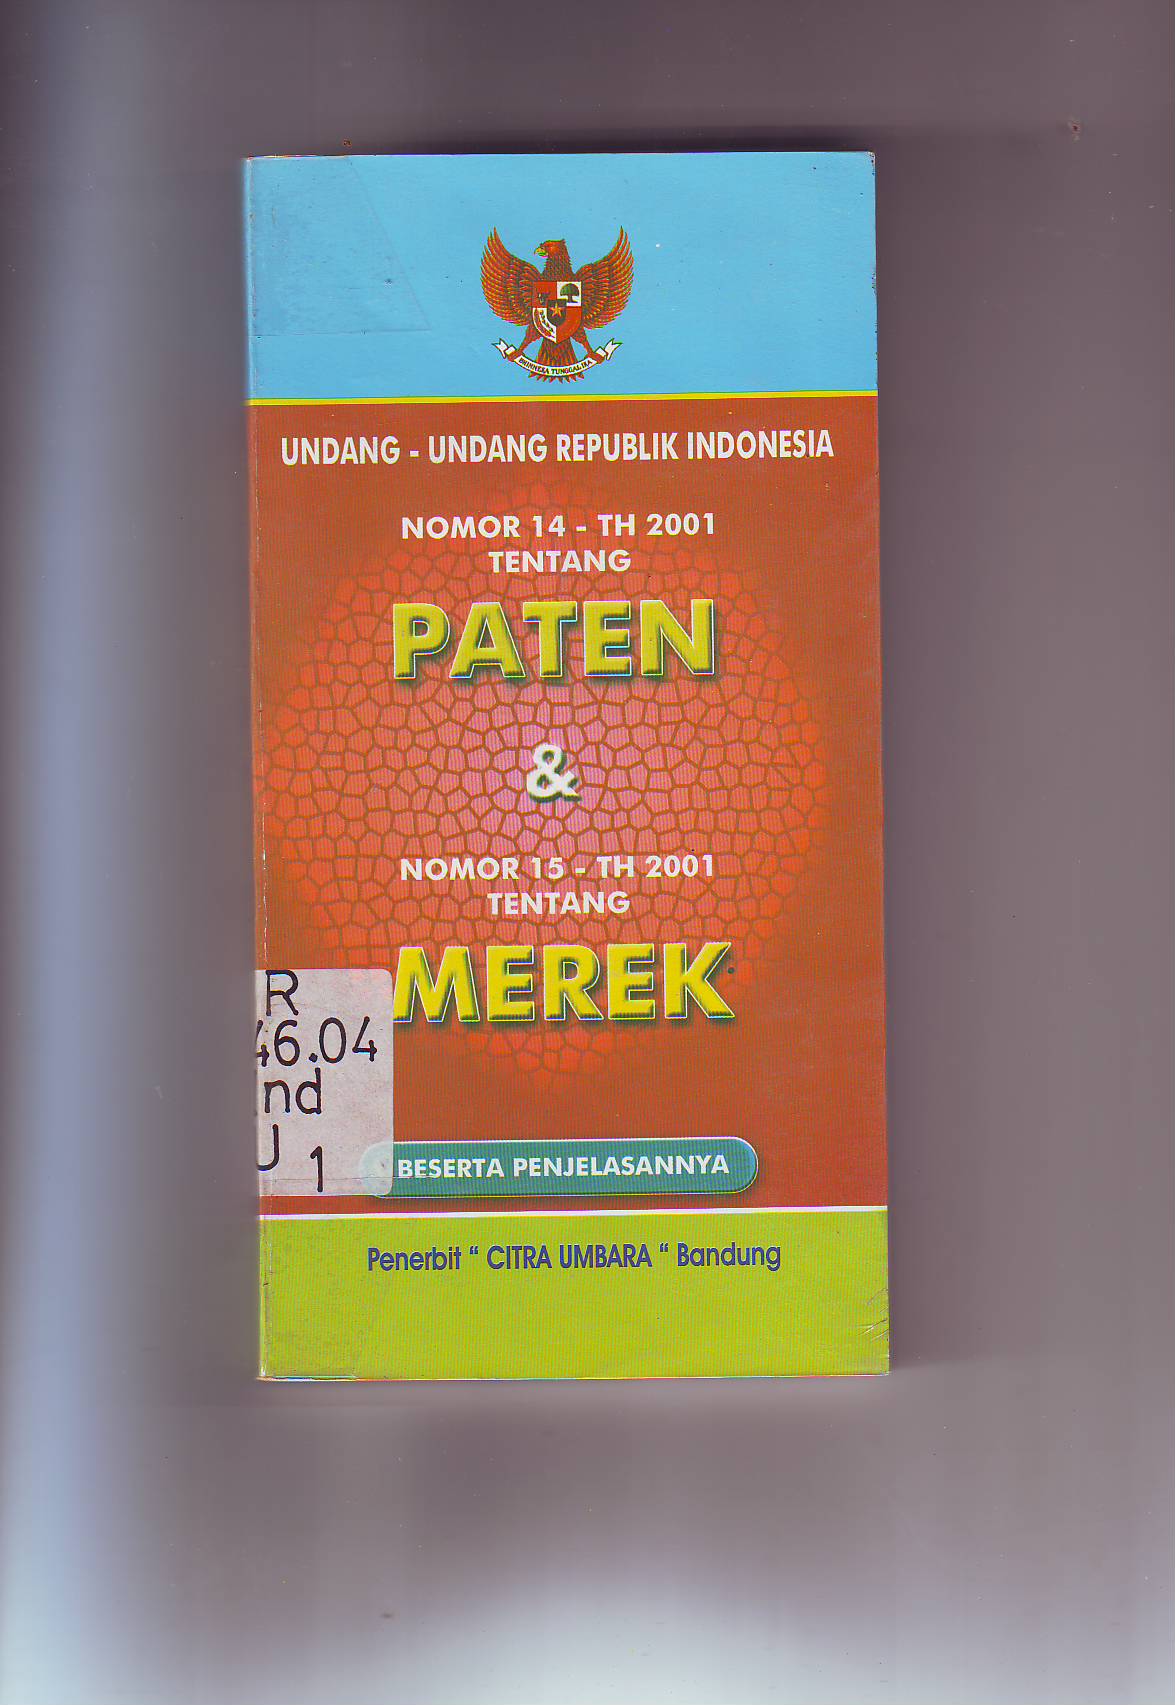 BHINNEKA TUNGGAL IKA
UNDANG - UNDANG REPUBLIK INDONESIA
NOMOR 14 - TH 2001
TENTANG
PATEN
&
NOMOR 15 - TH 2001
TENTANG
MEREK
R
46.04
nd
U 1
BESERTA PENJELASANNYA
Penerbit “ CITRA UMBARA “ Bandung